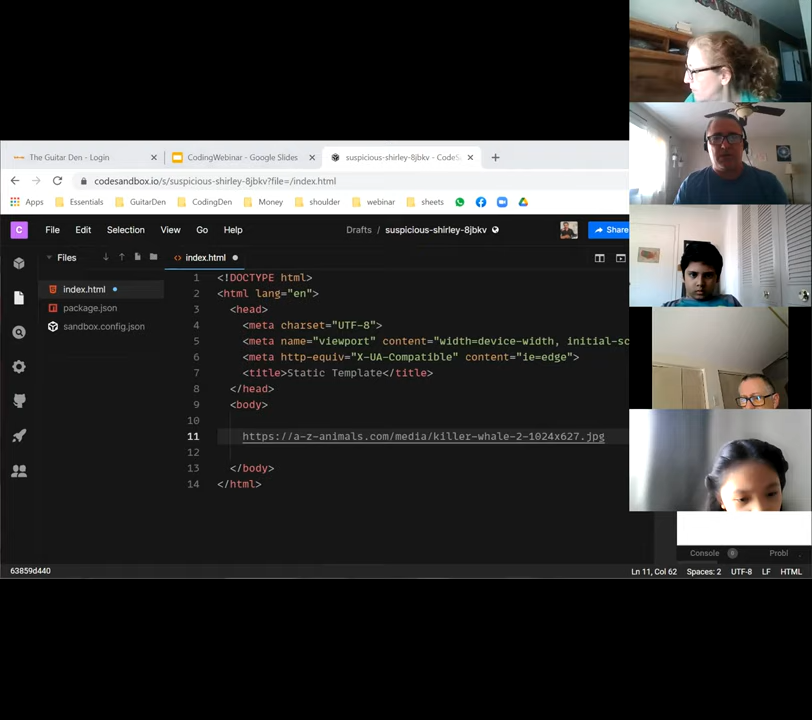 The Guitar Den - Login
CodingWebinar - Google Slides
suspicious-shirley-8jbkv - CodeS
codesandbox.io/s/suspicious-shirley-8jbkv?file=/index.html
Apps Essentials GuitarDen CodingDen Money shoulder webinar sheets
C File Edit Selection View Go Help Drafts / suspicious-shirley-8jbkv Share
Files index.html
index.html
package.json
sandbox.config.json
1 <!DOCTYPE html>
2 <html lang="en">
3 <head>
4 <meta charset="UTF-8">
5 <meta name="viewport" content="width=device-width, initial-sc
6 <meta http-equiv="X-UA-Compatible" content="ie=edge">
7 <title>Static Template</title>
8 </head>
9 <body>
10
11 https://a-z-animals.com/media/killer-whale-2-1024x627.jpg
12
13 </body>
14 </html>
Console 0 Probl
63859d440 Ln 11, Col 62 Spaces: 2 UTF-8 LF HTML